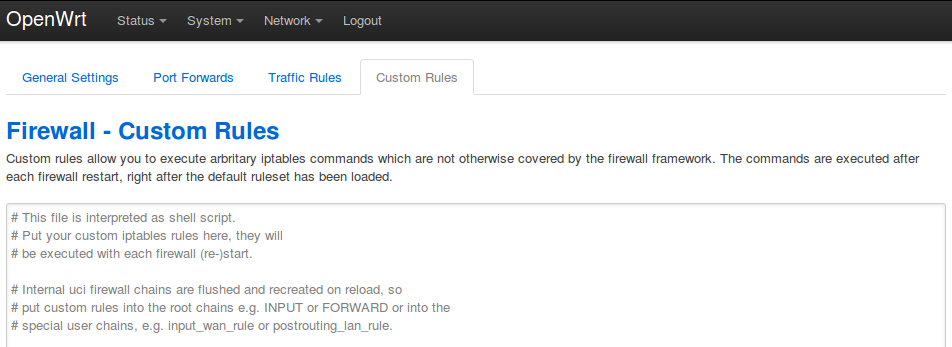 OpenWrt Status System Network Logout
General Settings Port Forwards Traffic Rules Custom Rules
Firewall - Custom Rules
Custom rules allow you to execute arbritary iptables commands which are not otherwise covered by the firewall framework. The commands are executed after
each firewall restart, right after the default ruleset has been loaded.
# This file is interpreted as shell script.
# Put your custom iptables rules here, they will
# be executed with each firewall (re-)start.
# Internal uci firewall chains are flushed and recreated on reload, so
# put custom rules into the root chains e.g. INPUT or FORWARD or into the
# special user chains, e.g. input_wan_rule or postrouting_lan_rule.